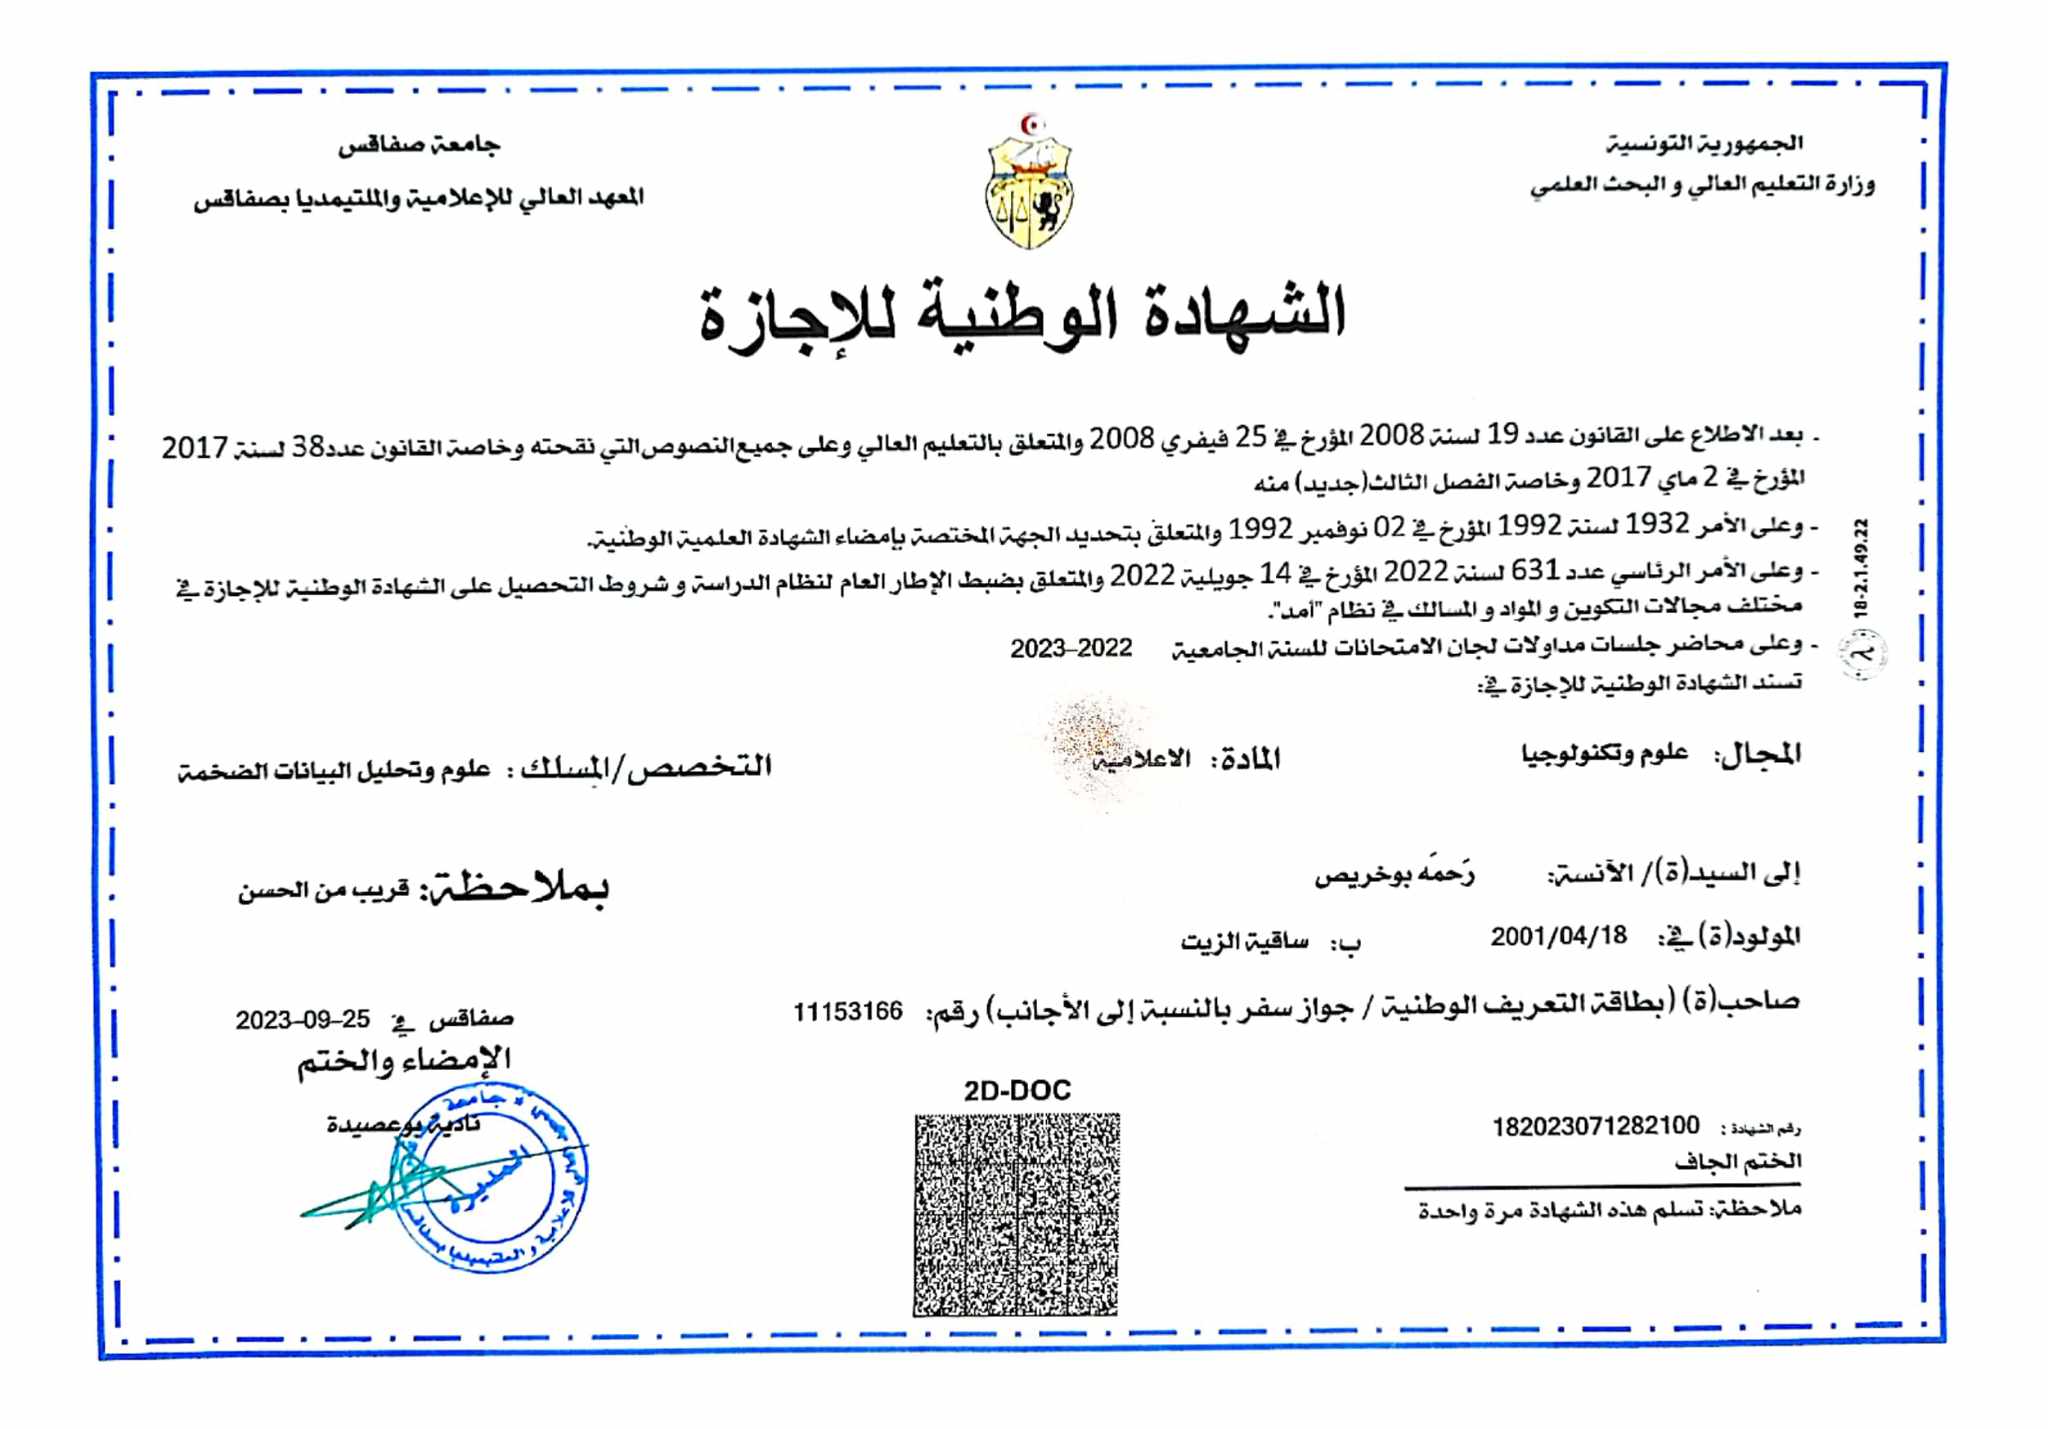 الجمهورية التونسية
وزارة التعليم العالي و البحث العلمي
جامعة صفاقس
المعهد العالي للإعلامية والملتيمديا بصفاقس
الشهادة الوطنية للإجازة
- بعد الاطلاع على القانون عدد 19 لسنة 2008 المؤرخ في 25 فيفري 2008 والمتعلق بالتعليم العالي وعلى جميع النصوص التي نقحته وخاصة القانون عدد38 لسنة 2017
المؤرخ في 2 ماي 2017 وخاصة الفصل الثالث(جديد) منه
- وعلى الأمر 1932 لسنة 1992 المؤرخ في 02 نوفمبر 1992 والمتعلق بتحديد الجهة المختصة بإمضاء الشهادة العلمية الوطنية.
- وعلى الأمر الرئاسي عدد 631 لسنة 2022 المؤرخ في 14 جويلية 2022 والمتعلق بضبط الإطار العام لنظام الدراسة و شروط التحصيل على الشهادة الوطنية للإجازة في
مختلف مجالات التكوين و المواد و المسالك في نظام "أمد".
- وعلى محاضر جلسات مداولات لجان الامتحانات للسنة الجامعية 2022–2023
تسند الشهادة الوطنية للإجازة في:
18-2.1.49.22
المجال: علوم وتكنولوجيا
المادة: الاعلامية
التخصص/المسلك : علوم وتحليل البيانات الضخمة
إلى السيد(ة)/ الآنسة: رَحمَه بوخريص
بملاحظة: قريب من الحسن
المولود(ة) في: 2001/04/18 ب: ساقية الزيت
صاحب(ة) (بطاقة التعريف الوطنية / جواز سفر بالنسبة إلى الأجانب) رقم: 11153166
صفاقس في 25–09–2023
الإمضاء والختم
نادية بوعصيدة
المديرة
2D-DOC
رقم الشهادة : 182023071282100
الختم الجاف
ملاحظة: تسلم هذه الشهادة مرة واحدة